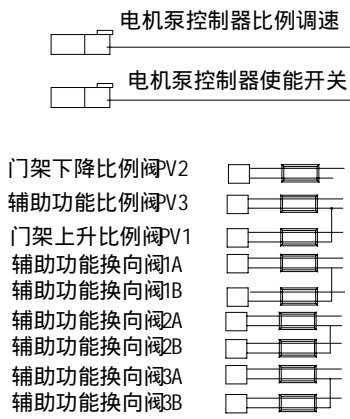 电机泵控制器比例调速
电机泵控制器使能开关
门架下降比例阀PV2
辅助功能比例阀PV3
门架上升比例阀PV1
辅助功能换向阀1A
辅助功能换向阀1B
辅助功能换向阀2A
辅助功能换向阀2B
辅助功能换向阀3A
辅助功能换向阀3B